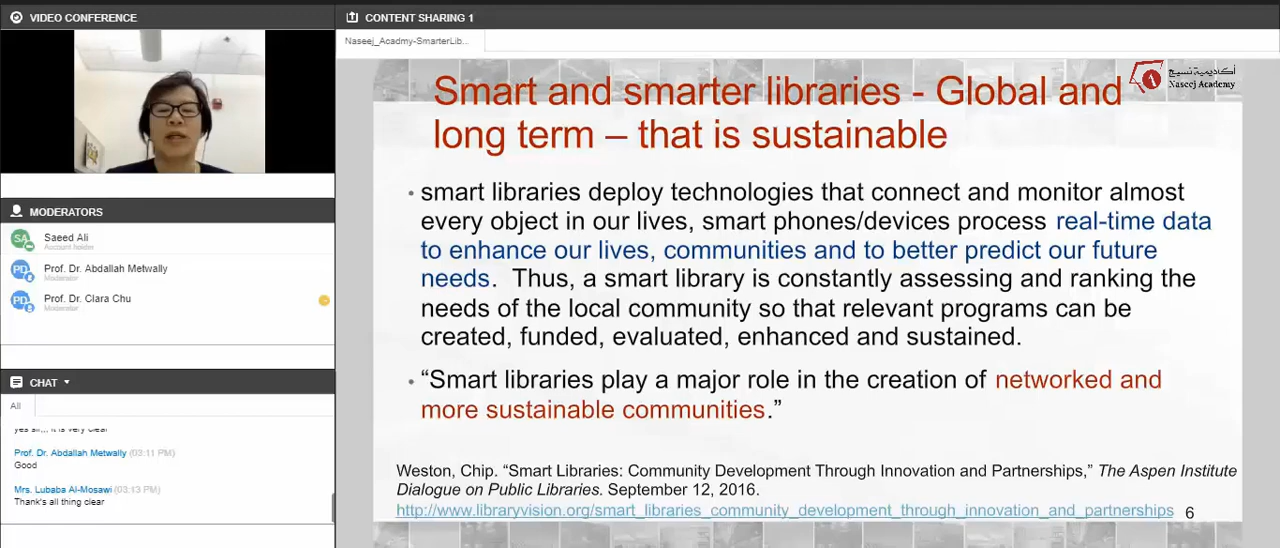 VIDEO CONFERENCE
MODERATORS
SA
Saeed Ali
Account holder
PD
Prof. Dr. Abdallah Metwally
Moderator
PD
Prof. Dr. Clara Chu
Moderator
CHAT
All
yes sir,,, it is very clear
Prof. Dr. Abdallah Metwally (03:11 PM)
Good
Mrs. Lubaba Al-Mosawi (03:13 PM)
Thank's all thing clear
CONTENT SHARING 1
Naseej_Acadmy-SmarterLib...
أكاديمية نسيج
Naseej Academy
Smart and smarter libraries - Global and
long term – that is sustainable
• smart libraries deploy technologies that connect and monitor almost
every object in our lives, smart phones/devices process real-time data
to enhance our lives, communities and to better predict our future
needs. Thus, a smart library is constantly assessing and ranking the
needs of the local community so that relevant programs can be
created, funded, evaluated, enhanced and sustained.
• “Smart libraries play a major role in the creation of networked and
more sustainable communities.”
Weston, Chip. “Smart Libraries: Community Development Through Innovation and Partnerships,” The Aspen Institute
Dialogue on Public Libraries. September 12, 2016.
http://www.libraryvision.org/smart_libraries_community_development_through_innovation_and_partnerships
6